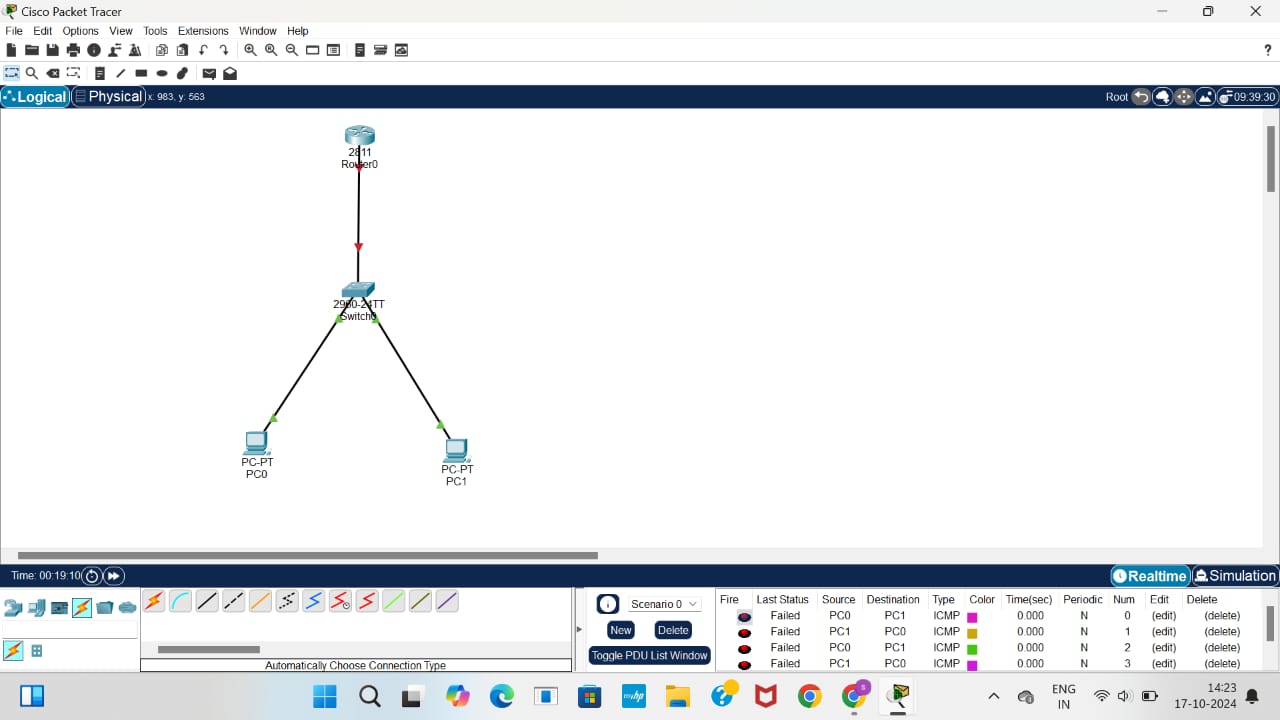 Cisco Packet Tracer
File Edit Options View Tools Extensions Window Help
?
Logical Physical x: 983, y: 563 Root 09:39:30
2811
Router0
2960-24TT
Switch0
PC-PT
PC0
PC-PT
PC1
Time: 00:19:10 Realtime Simulation
Scenario 0
New Delete
Toggle PDU List Window
Fire Last Status Source Destination Type Color Time(sec) Periodic Num Edit Delete
Failed PC0 PC1 ICMP 0.000 N 0 (edit) (delete)
Failed PC1 PC0 ICMP 0.000 N 1 (edit) (delete)
Failed PC0 PC1 ICMP 0.000 N 2 (edit) (delete)
Failed PC1 PC0 ICMP 0.000 N 3 (edit) (delete)
Automatically Choose Connection Type
myhp
S
ENG
IN
14:23
17-10-2024